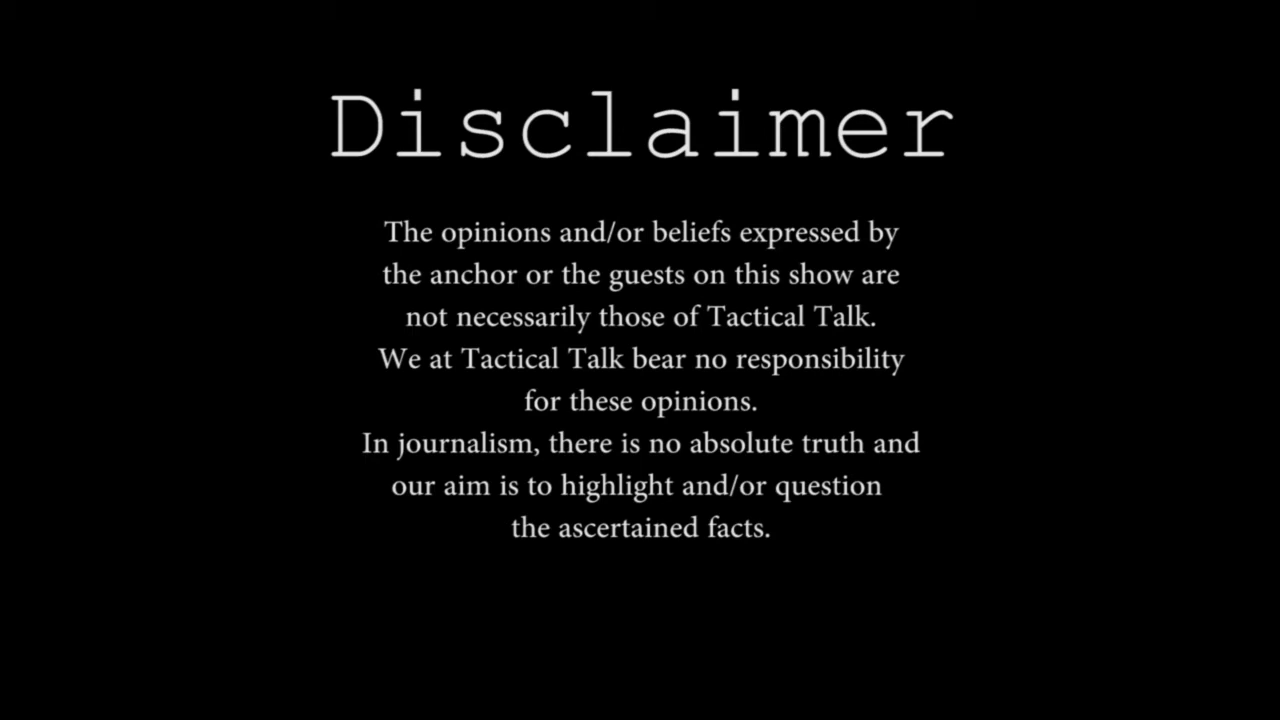 Disclaimer
The opinions and/or beliefs expressed by
the anchor or the guests on this show are
not necessarily those of Tactical Talk.
We at Tactical Talk bear no responsibility
for these opinions.
In journalism, there is no absolute truth and
our aim is to highlight and/or question
the ascertained facts.